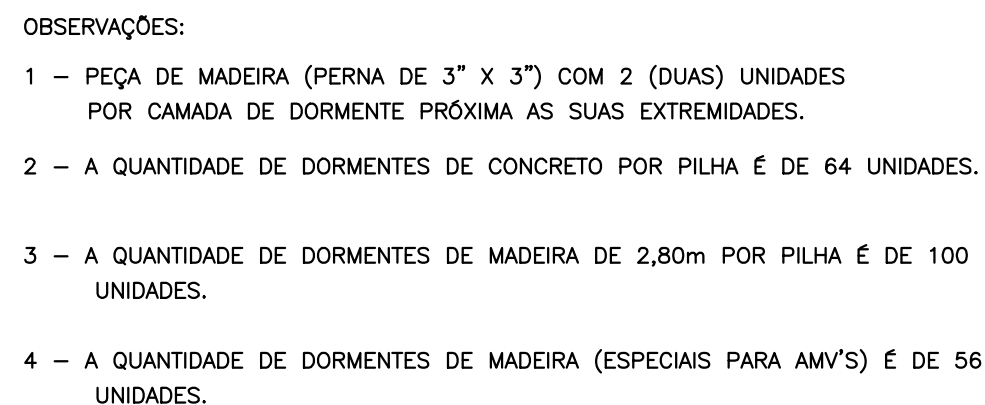 OBSERVAÇÕES:
1 – PEÇA DE MADEIRA (PERNA DE 3" X 3") COM 2 (DUAS) UNIDADES
POR CAMADA DE DORMENTE PRÓXIMA AS SUAS EXTREMIDADES.
2 – A QUANTIDADE DE DORMENTES DE CONCRETO POR PILHA É DE 64 UNIDADES.
3 – A QUANTIDADE DE DORMENTES DE MADEIRA DE 2,80m POR PILHA É DE 100
UNIDADES.
4 – A QUANTIDADE DE DORMENTES DE MADEIRA (ESPECIAIS PARA AMV'S) É DE 56
UNIDADES.